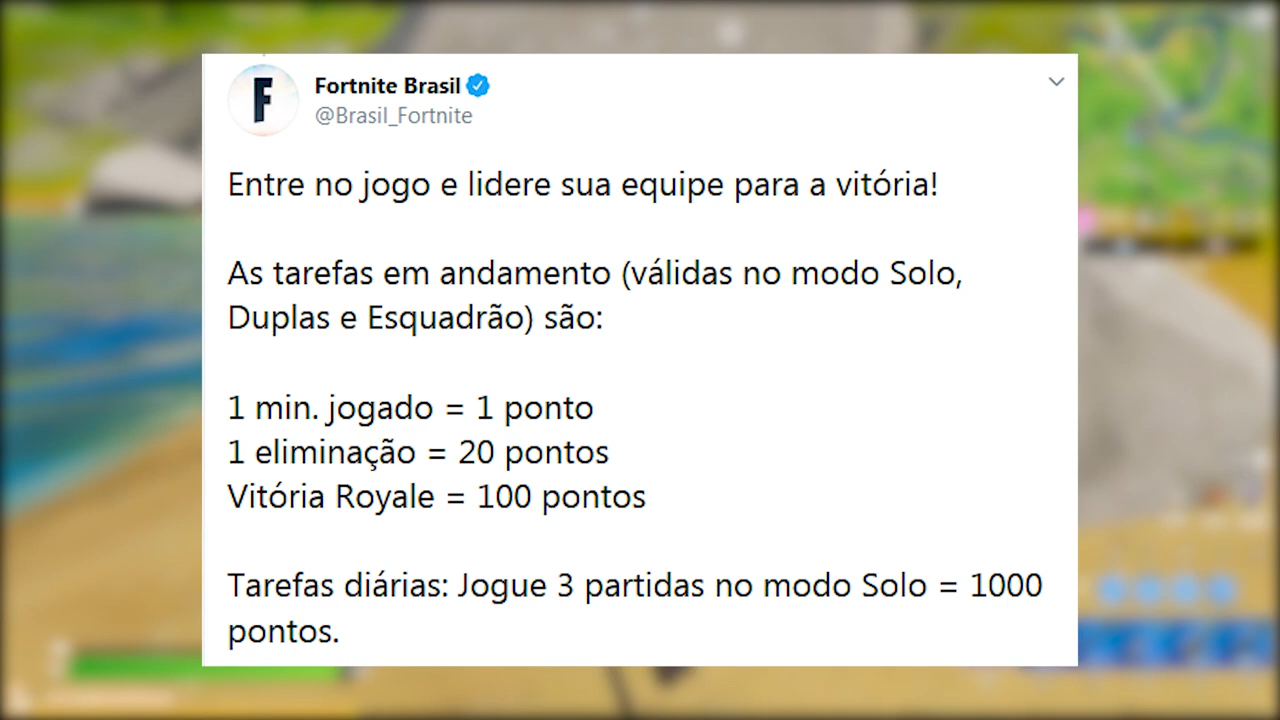 F
Fortnite Brasil
@Brasil_Fortnite
Entre no jogo e lidere sua equipe para a vitória!
As tarefas em andamento (válidas no modo Solo,
Duplas e Esquadrão) são:
1 min. jogado = 1 ponto
1 eliminação = 20 pontos
Vitória Royale = 100 pontos
Tarefas diárias: Jogue 3 partidas no modo Solo = 1000
pontos.